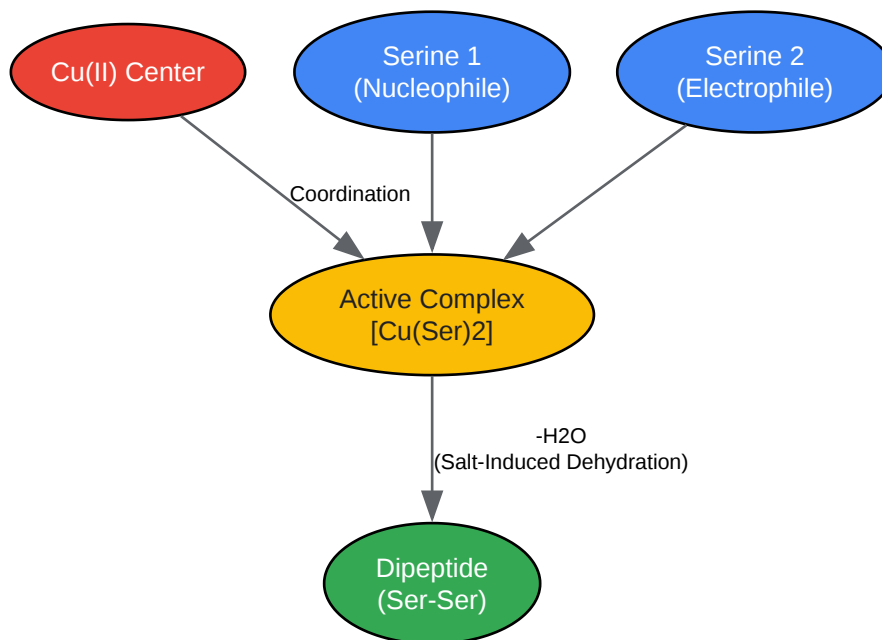 Cu(II) Center
Serine 1
(Nucleophile)
Serine 2
(Electrophile)
Coordination
Active Complex
[Cu(Ser)2]
-H2O
(Salt-Induced Dehydration)
Dipeptide
(Ser-Ser)